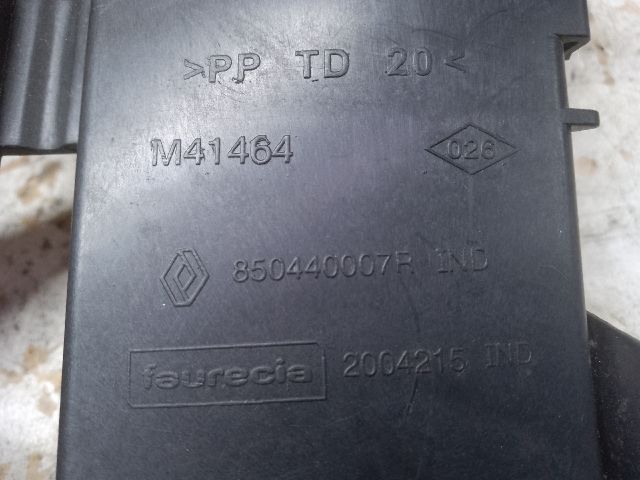 >PP TD 20<
M41464 026
850440007R IND
faurecia 2004215 IND